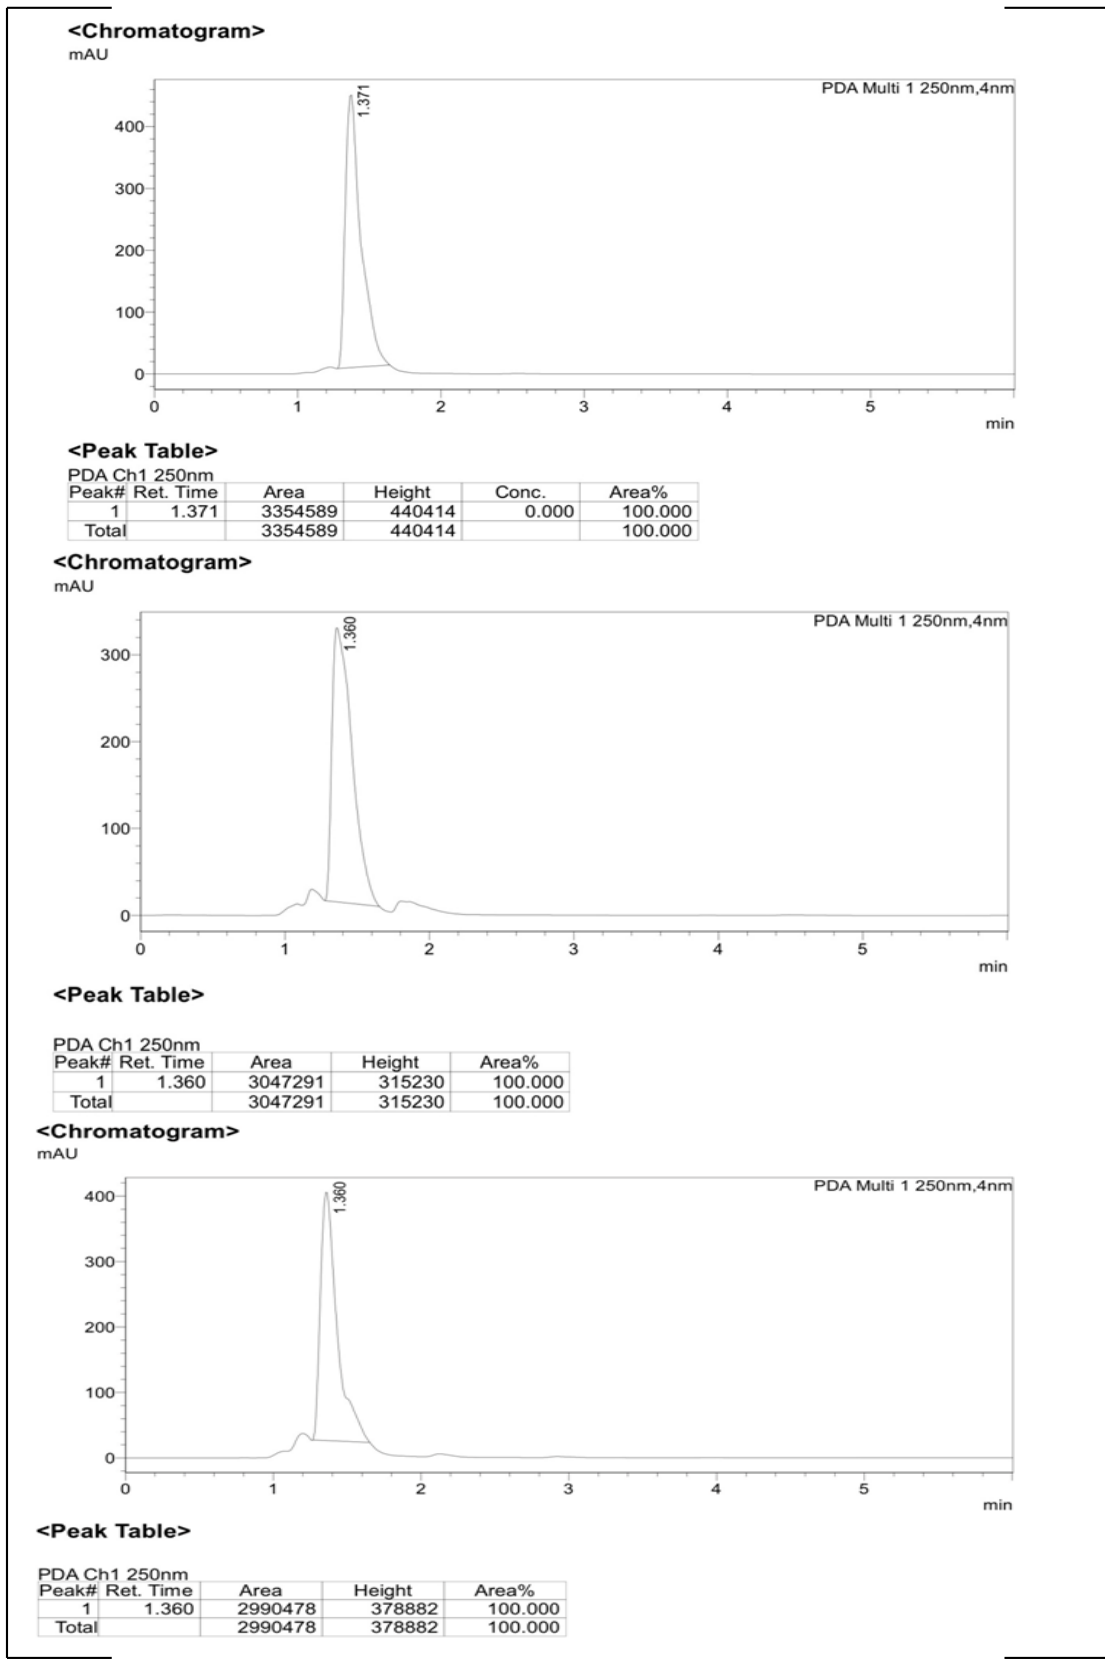 <Chromatogram>
mAU
PDA Multi 1 250nm,4nm
1.371
400
300
200
100
0
0 1 2 3 4 5
min
<Peak Table>
PDA Ch1 250nm
Peak# Ret. Time Area Height Conc. Area%
1 1.371 3354589 440414 0.000 100.000
Total 3354589 440414 100.000
<Chromatogram>
mAU
PDA Multi 1 250nm,4nm
1.360
300
200
100
0
0 1 2 3 4 5
min
<Peak Table>
PDA Ch1 250nm
Peak# Ret. Time Area Height Area%
1 1.360 3047291 315230 100.000
Total 3047291 315230 100.000
<Chromatogram>
mAU
PDA Multi 1 250nm,4nm
1.360
400
300
200
100
0
0 1 2 3 4 5
min
<Peak Table>
PDA Ch1 250nm
Peak# Ret. Time Area Height Area%
1 1.360 2990478 378882 100.000
Total 2990478 378882 100.000